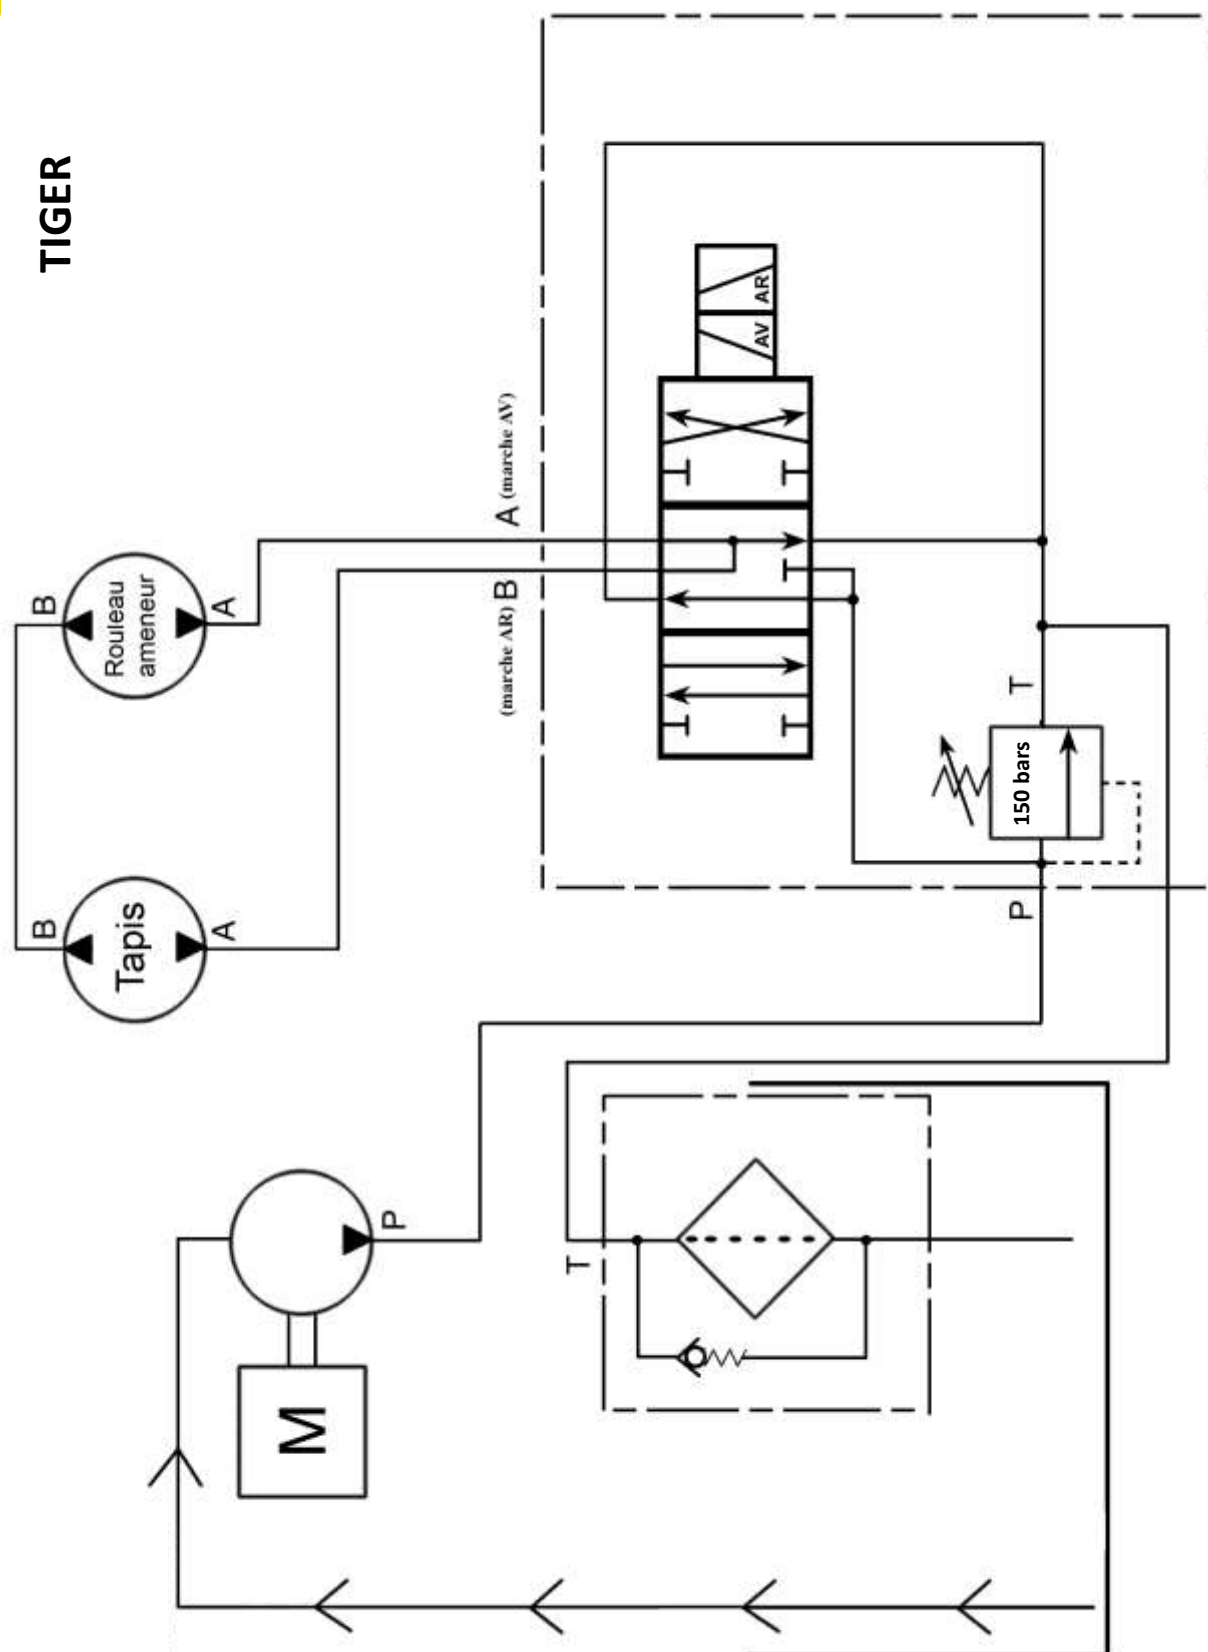 TIGER
B
Rouleau
ameneur
A
B
Tapis
A
A (marche AV)
(marche AR) B
AV
AR
T
150 bars
P
P
T
M